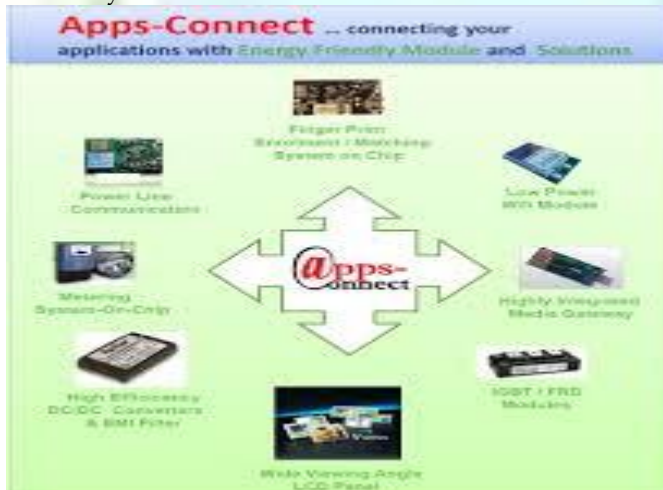 Apps-Connect ... connecting your
applications with Energy Friendly Module and Solutions
Finger Print
Enrolment / Matching
System on Chip
Power Line
Communication
Low Power
Wifi Module
@pps-
onnect
Metering
System-On-Chip
Highly Integrated
Media Gateway
High Efficiency
DC/DC Converters
& EMI Filter
IGBT / FRD
Modules
Wide Viewing Angle
LCD Panel